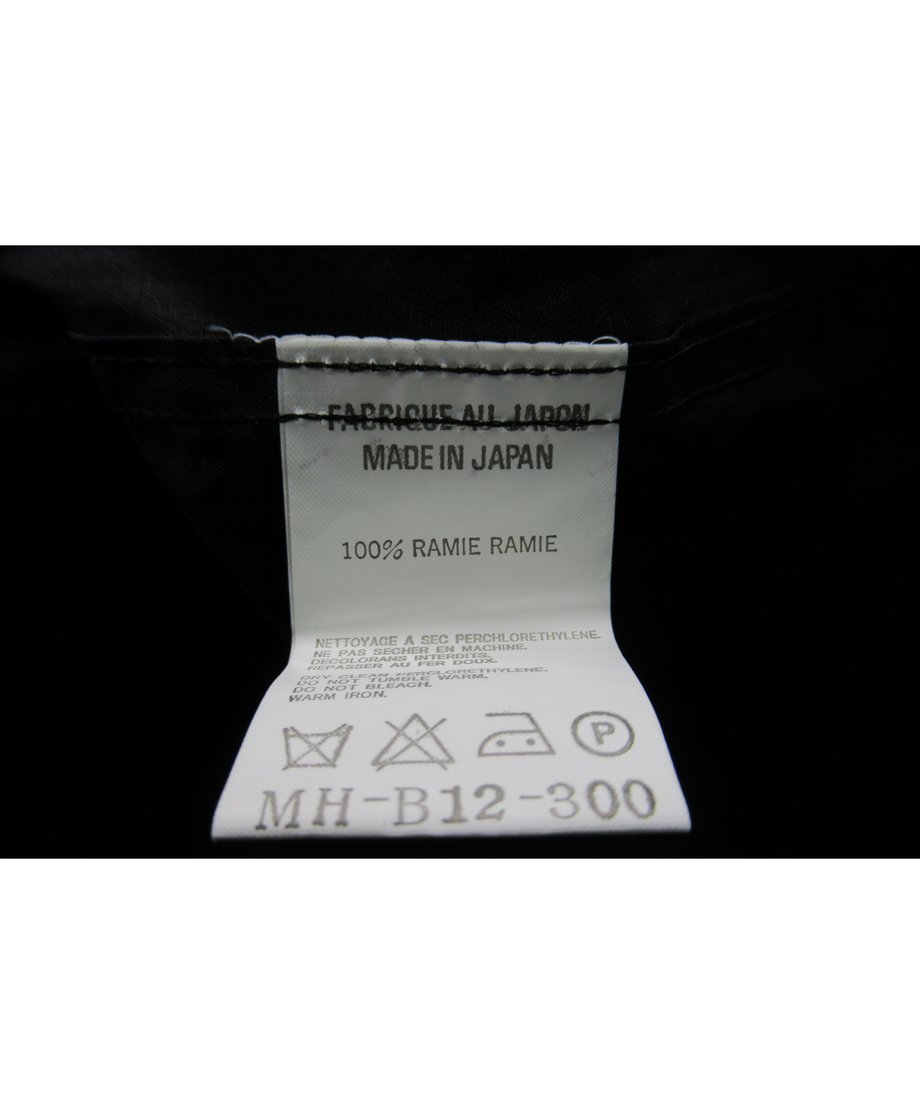 FABRIQUE AU JAPON
MADE IN JAPAN
100% RAMIE RAMIE
NETTOYAGE A SEC PERCHLORETHYLENE.
NE PAS SECHER EN MACHINE.
DECOLORANS INTERDITS.
REPASSER AU FER DOUX.
DRY CLEAN PERCLORETHYLENE.
DO NOT TUMBLE WARM.
DO NOT BLEACH.
WARM IRON.
P
MH-B12-300